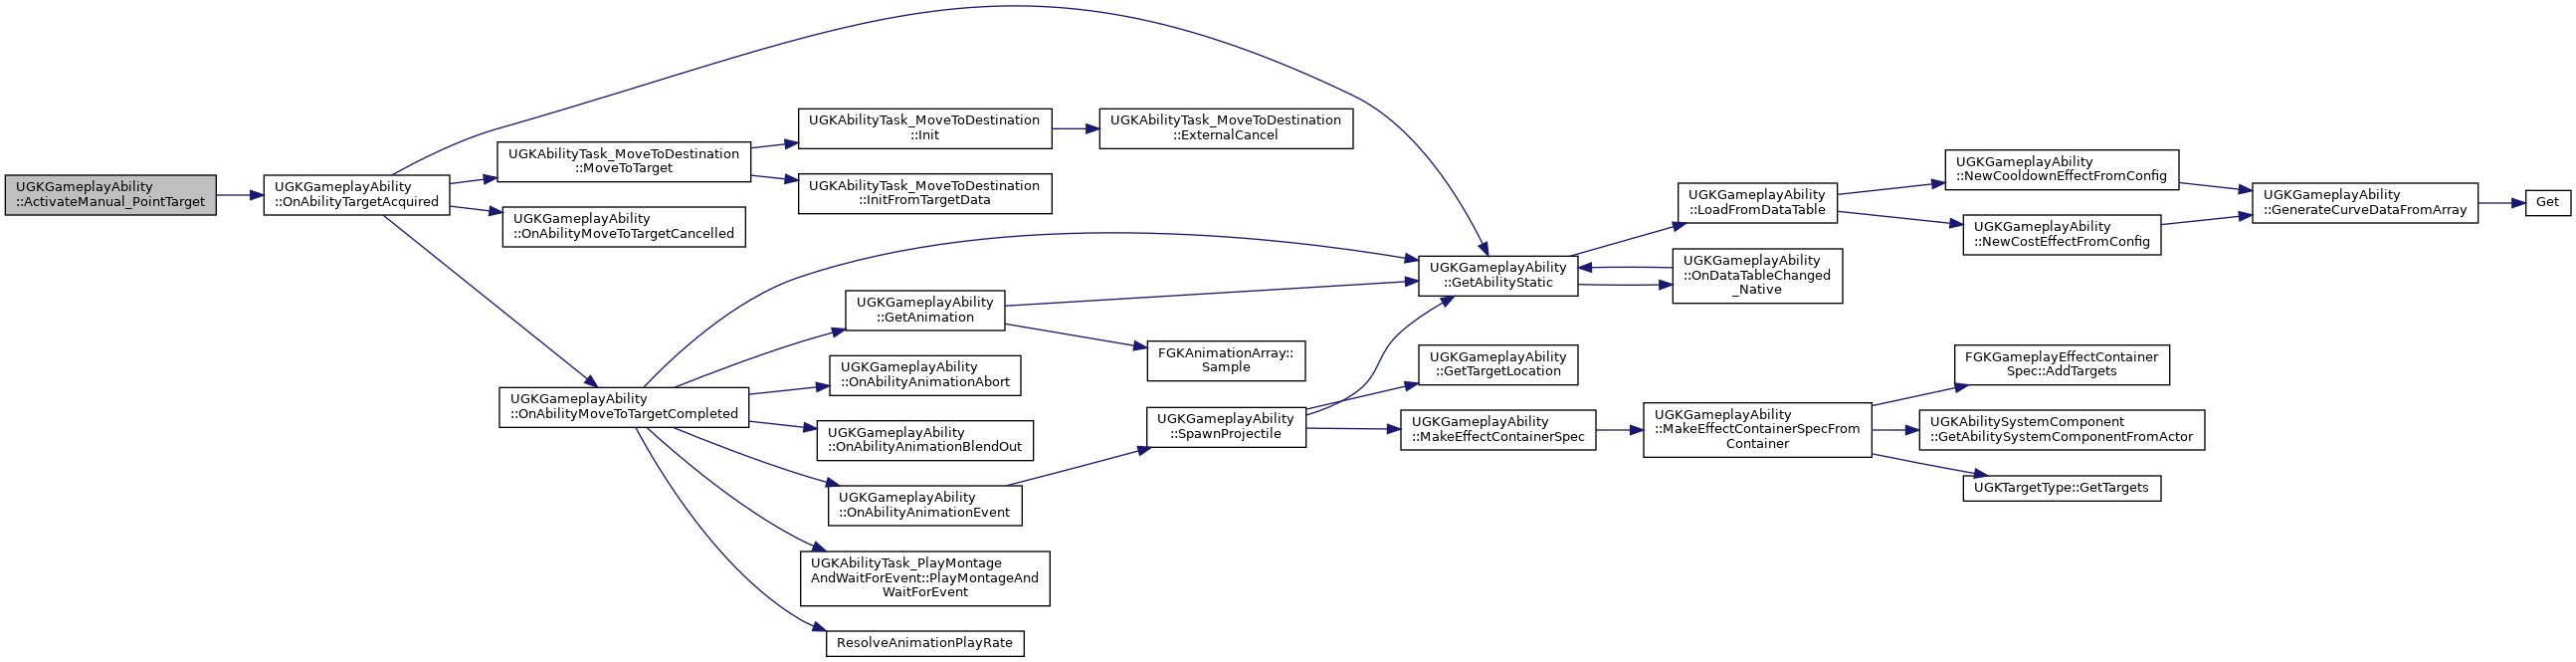 UGKGameplayAbility
::ActivateManual_PointTarget
UGKGameplayAbility
::OnAbilityTargetAcquired
UGKAbilityTask_MoveToDestination
::MoveToTarget
UGKGameplayAbility
::OnAbilityMoveToTargetCancelled
UGKGameplayAbility
::OnAbilityMoveToTargetCompleted
UGKAbilityTask_MoveToDestination
::Init
UGKAbilityTask_MoveToDestination
::InitFromTargetData
UGKAbilityTask_MoveToDestination
::ExternalCancel
UGKGameplayAbility
::GetAnimation
UGKGameplayAbility
::OnAbilityAnimationAbort
UGKGameplayAbility
::OnAbilityAnimationBlendOut
UGKGameplayAbility
::OnAbilityAnimationEvent
UGKAbilityTask_PlayMontage
AndWaitForEvent::PlayMontageAnd
WaitForEvent
ResolveAnimationPlayRate
FGKAnimationArray::
Sample
UGKGameplayAbility
::SpawnProjectile
UGKGameplayAbility
::GetAbilityStatic
UGKGameplayAbility
::GetTargetLocation
UGKGameplayAbility
::MakeEffectContainerSpec
UGKGameplayAbility
::LoadFromDataTable
UGKGameplayAbility
::OnDataTableChanged
_Native
UGKGameplayAbility
::MakeEffectContainerSpecFrom
Container
UGKGameplayAbility
::NewCooldownEffectFromConfig
UGKGameplayAbility
::NewCostEffectFromConfig
FGKGameplayEffectContainer
Spec::AddTargets
UGKAbilitySystemComponent
::GetAbilitySystemComponentFromActor
UGKTargetType::GetTargets
UGKGameplayAbility
::GenerateCurveDataFromArray
Get